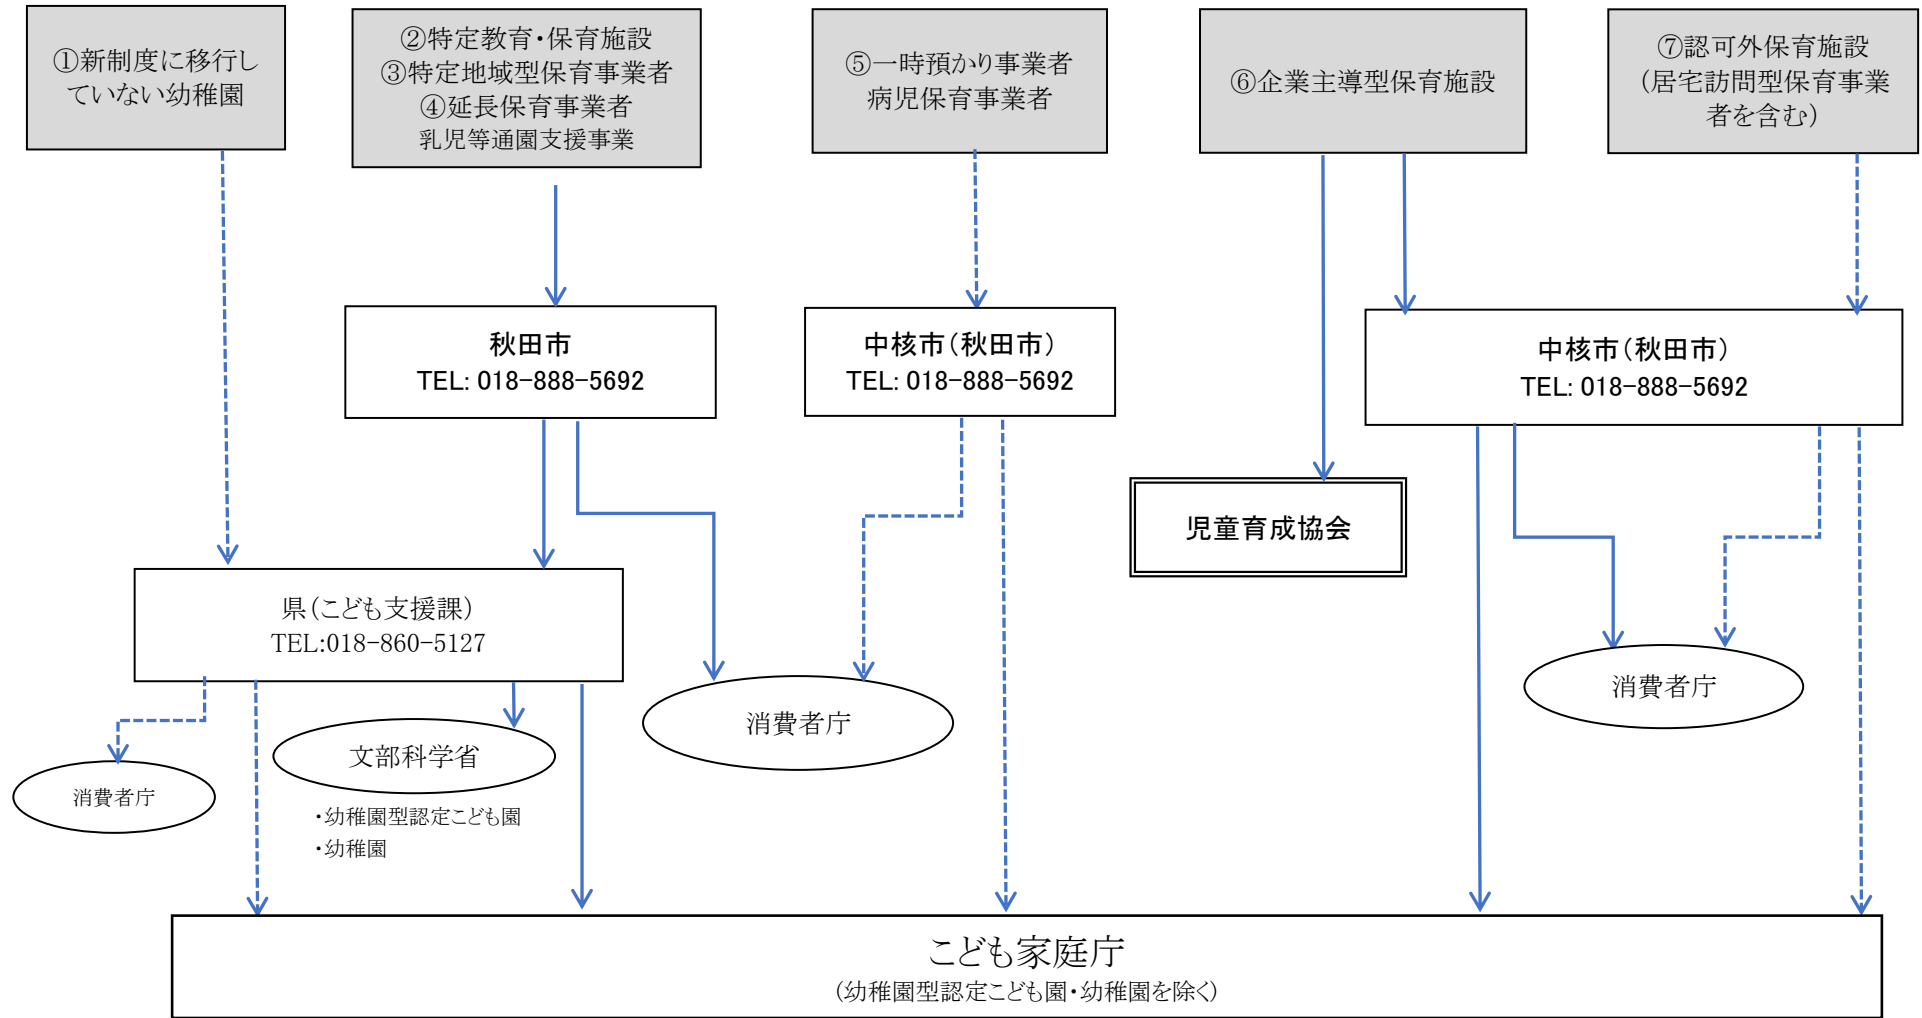 ①新制度に移行し
ていない幼稚園
②特定教育・保育施設
③特定地域型保育事業者
④延長保育事業者
乳児等通園支援事業
⑤一時預かり事業者
病児保育事業者
⑥企業主導型保育施設
⑦認可外保育施設
(居宅訪問型保育事業
者を含む)
秋田市
TEL: 018-888-5692
中核市(秋田市)
TEL: 018-888-5692
中核市(秋田市)
TEL: 018-888-5692
児童育成協会
県(こども支援課)
TEL:018-860-5127
消費者庁
文部科学省
・幼稚園型認定こども園
・幼稚園
消費者庁
消費者庁
こども家庭庁
(幼稚園型認定こども園・幼稚園を除く)